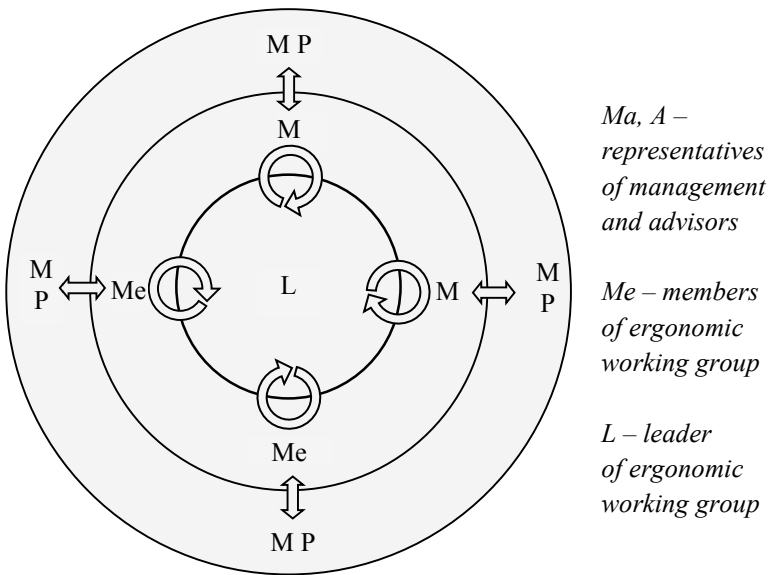 M P
M
M
P
Me
L
M
M
P
Me
M P
Ma, A –
representatives
of management
and advisors
Me – members
of ergonomic
working group
L – leader
of ergonomic
working group